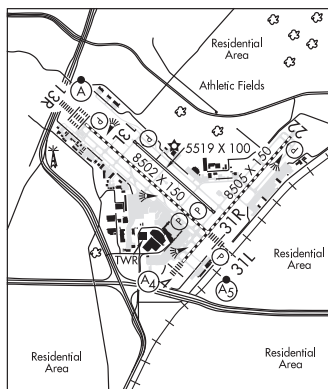 Residential
Area
Athletic Fields
A
13R
13L
P
P
5519 X 100
22
8502 X 150
8505 X 150
P
P
31R
31L
P
TWR
A4
4
A5
Residential
Area
Residential
Area
Residential
Area